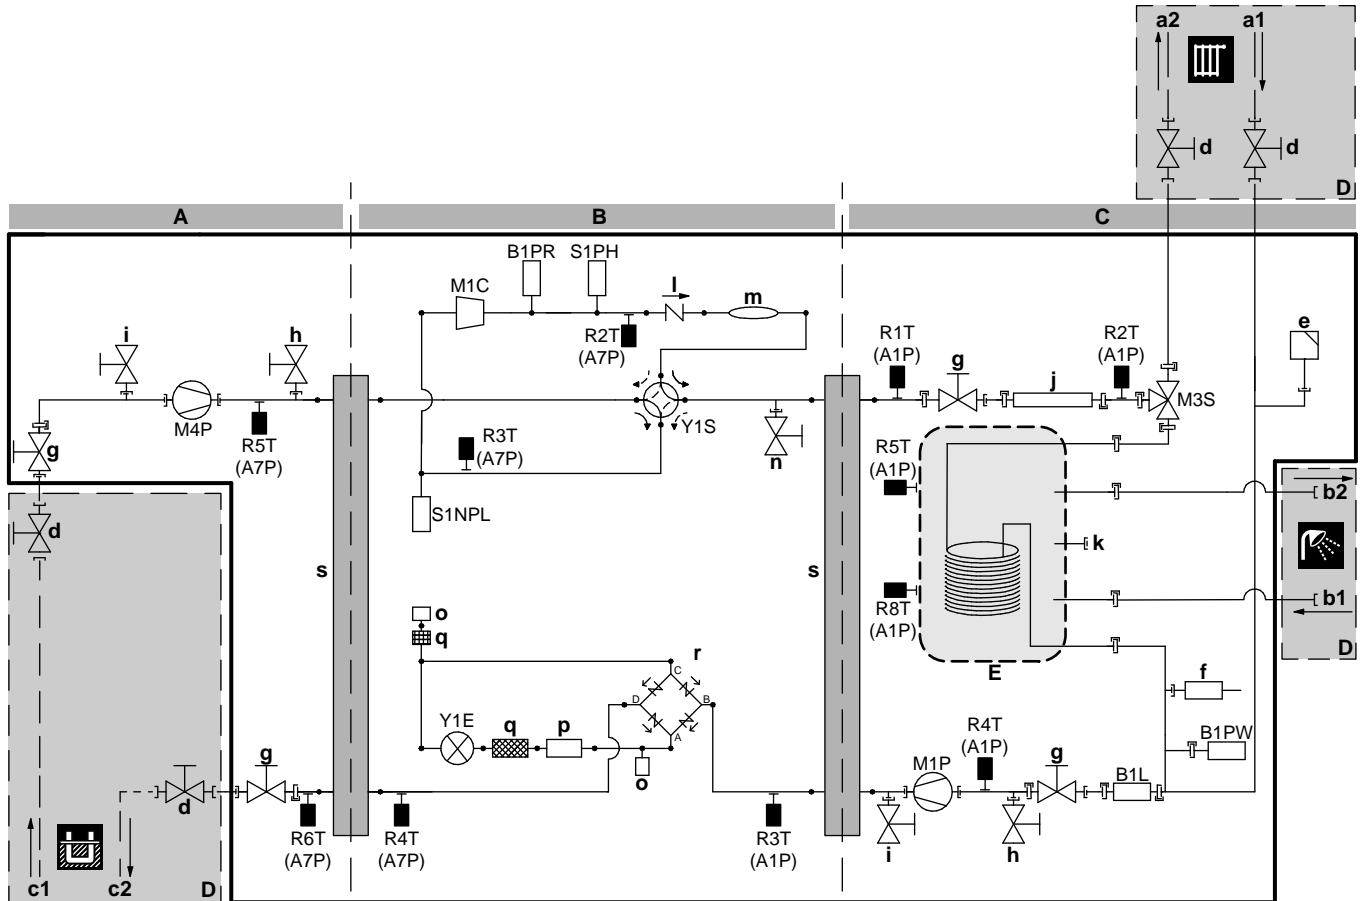 a2
a1
d
d
D
A
B
C
B1PR
S1PH
M1C
l
m
R2T
(A7P)
i
h
R1T
(A1P)
g
j
R2T
(A1P)
e
M4P
R5T
(A7P)
M3S
Y1S
n
g
R3T
(A7P)
R5T
(A1P)
S1NPL
d
b2
k
s
s
R8T
(A1P)
b1
D
o
q
r
C
D
B
A
E
f
Y1E
q
p
o
R4T
(A1P)
B1PW
M1P
g
B1L
g
d
R6T
(A7P)
R4T
(A7P)
R3T
(A1P)
i
h
c1
c2
D